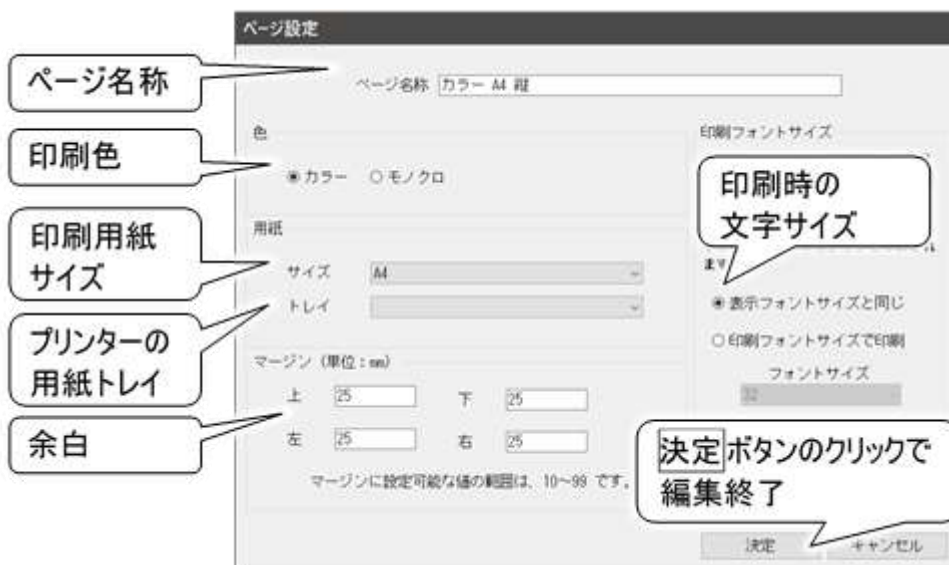 ページ設定
ページ名称
ページ名称 カラー A4 縦
印刷色
色
カラー モノクロ
印刷フォントサイズ
印刷時の
文字サイズ
印刷用紙
サイズ
用紙
サイズ A4
トレイ
ます
表示フォントサイズと同じ
印刷フォントサイズで印刷
フォントサイズ
32
プリンターの
用紙トレイ
マージン (単位:mm)
上 25 下 25
左 25 右 25
余白
マージンに設定可能な値の範囲は、10~99 です。
決定ボタンのクリックで
編集終了
決定 キャンセル